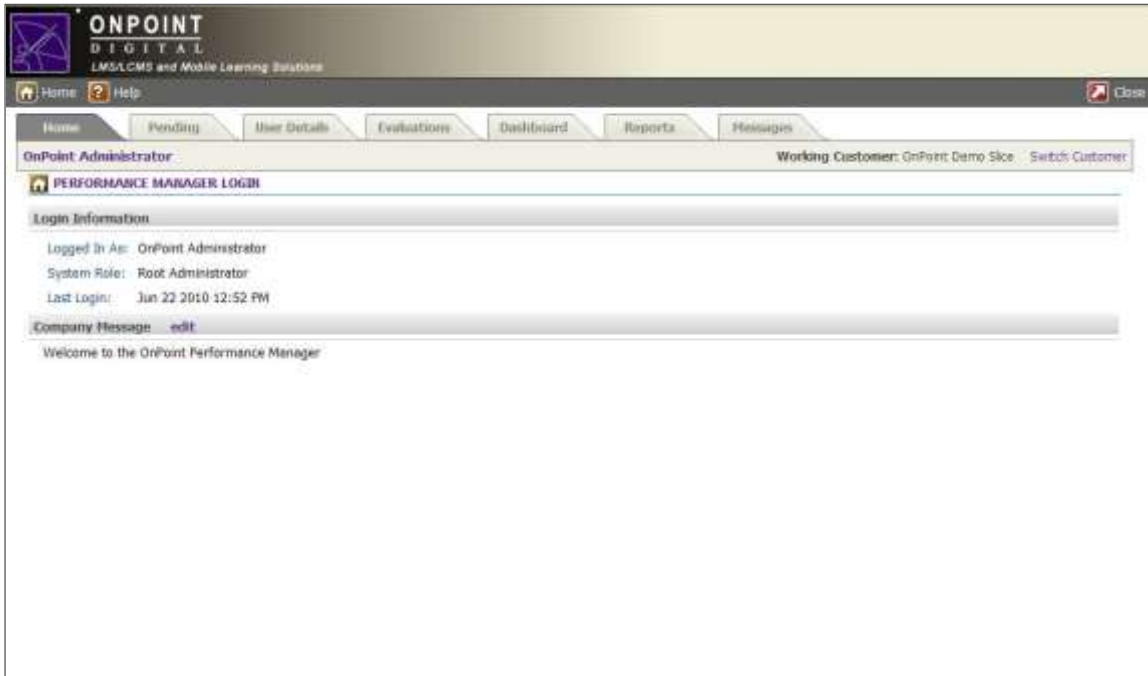 ONPOINT
DIGITAL
LMS/LCMS and Mobile Learning Solutions
Home Help Close
Home Pending User Details Evaluations Dashboard Reports Messages
OnPoint Administrator Working Customer: OnPoint Demo Slice Switch Customer
PERFORMANCE MANAGER LOGIN
Login Information
Logged In As: OnPoint Administrator
System Role: Root Administrator
Last Login: Jun 22 2010 12:52 PM
Company Message edit
Welcome to the OnPoint Performance Manager